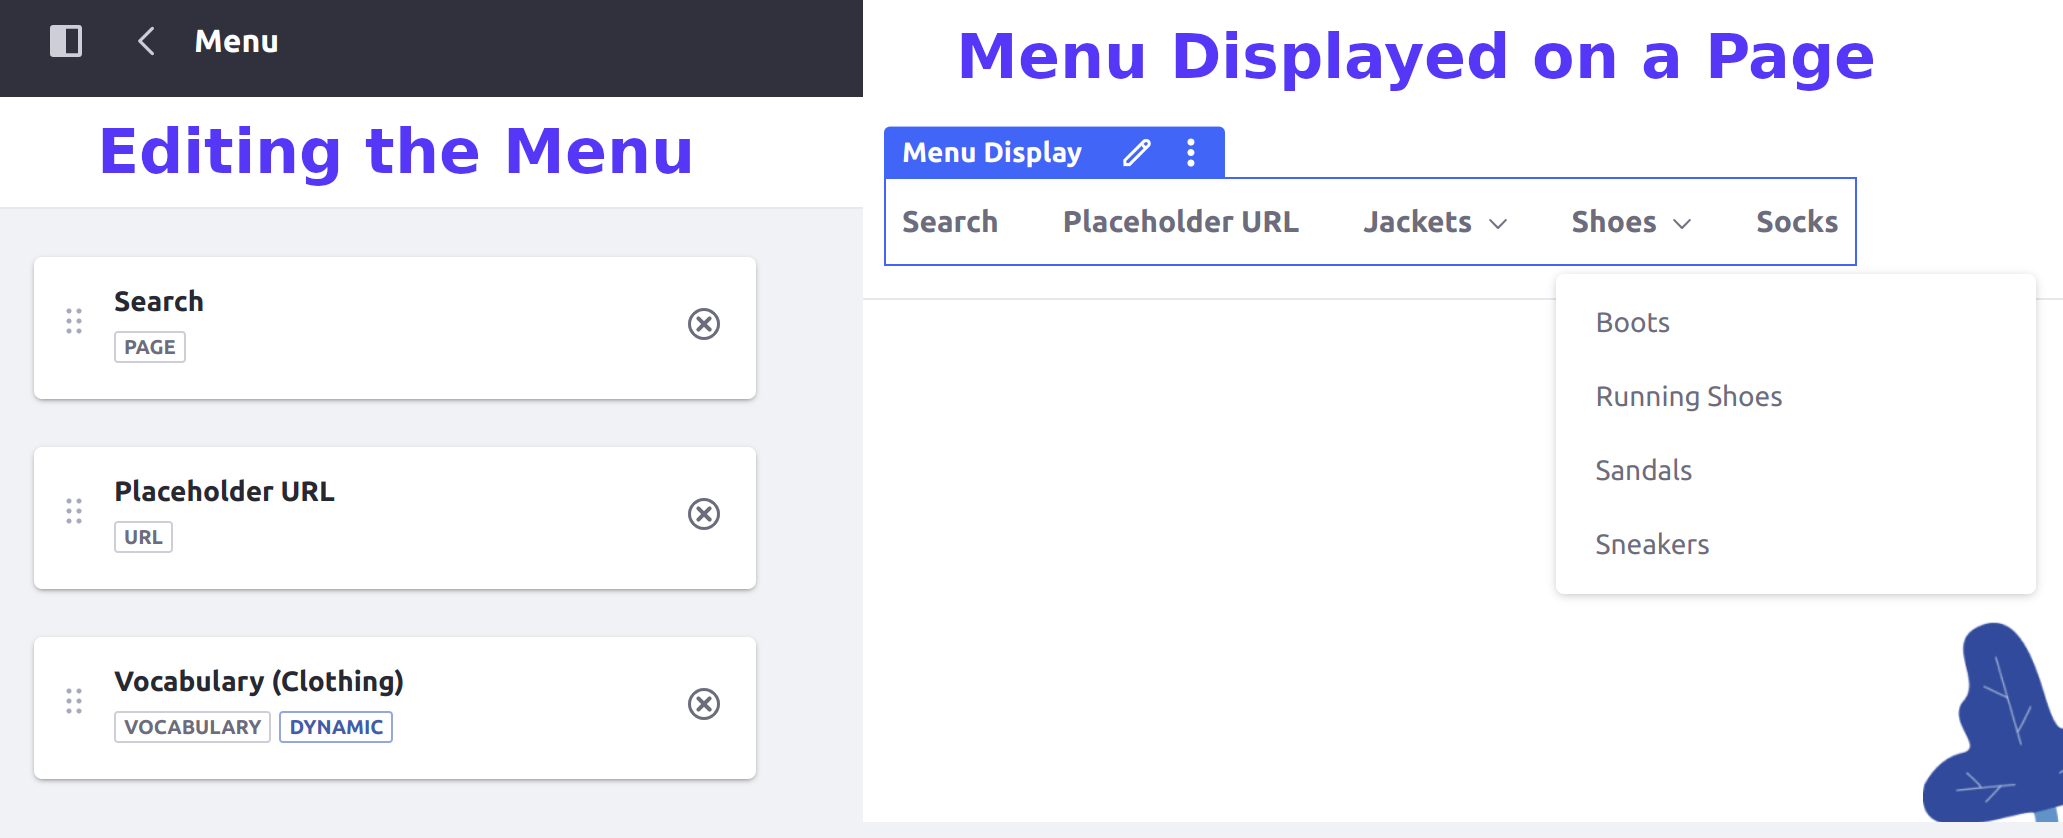 Menu
Editing the Menu
Search
PAGE
Placeholder URL
URL
Vocabulary (Clothing)
VOCABULARY DYNAMIC
Menu Displayed on a Page
Menu Display
Search Placeholder URL Jackets Shoes Socks
Boots
Running Shoes
Sandals
Sneakers